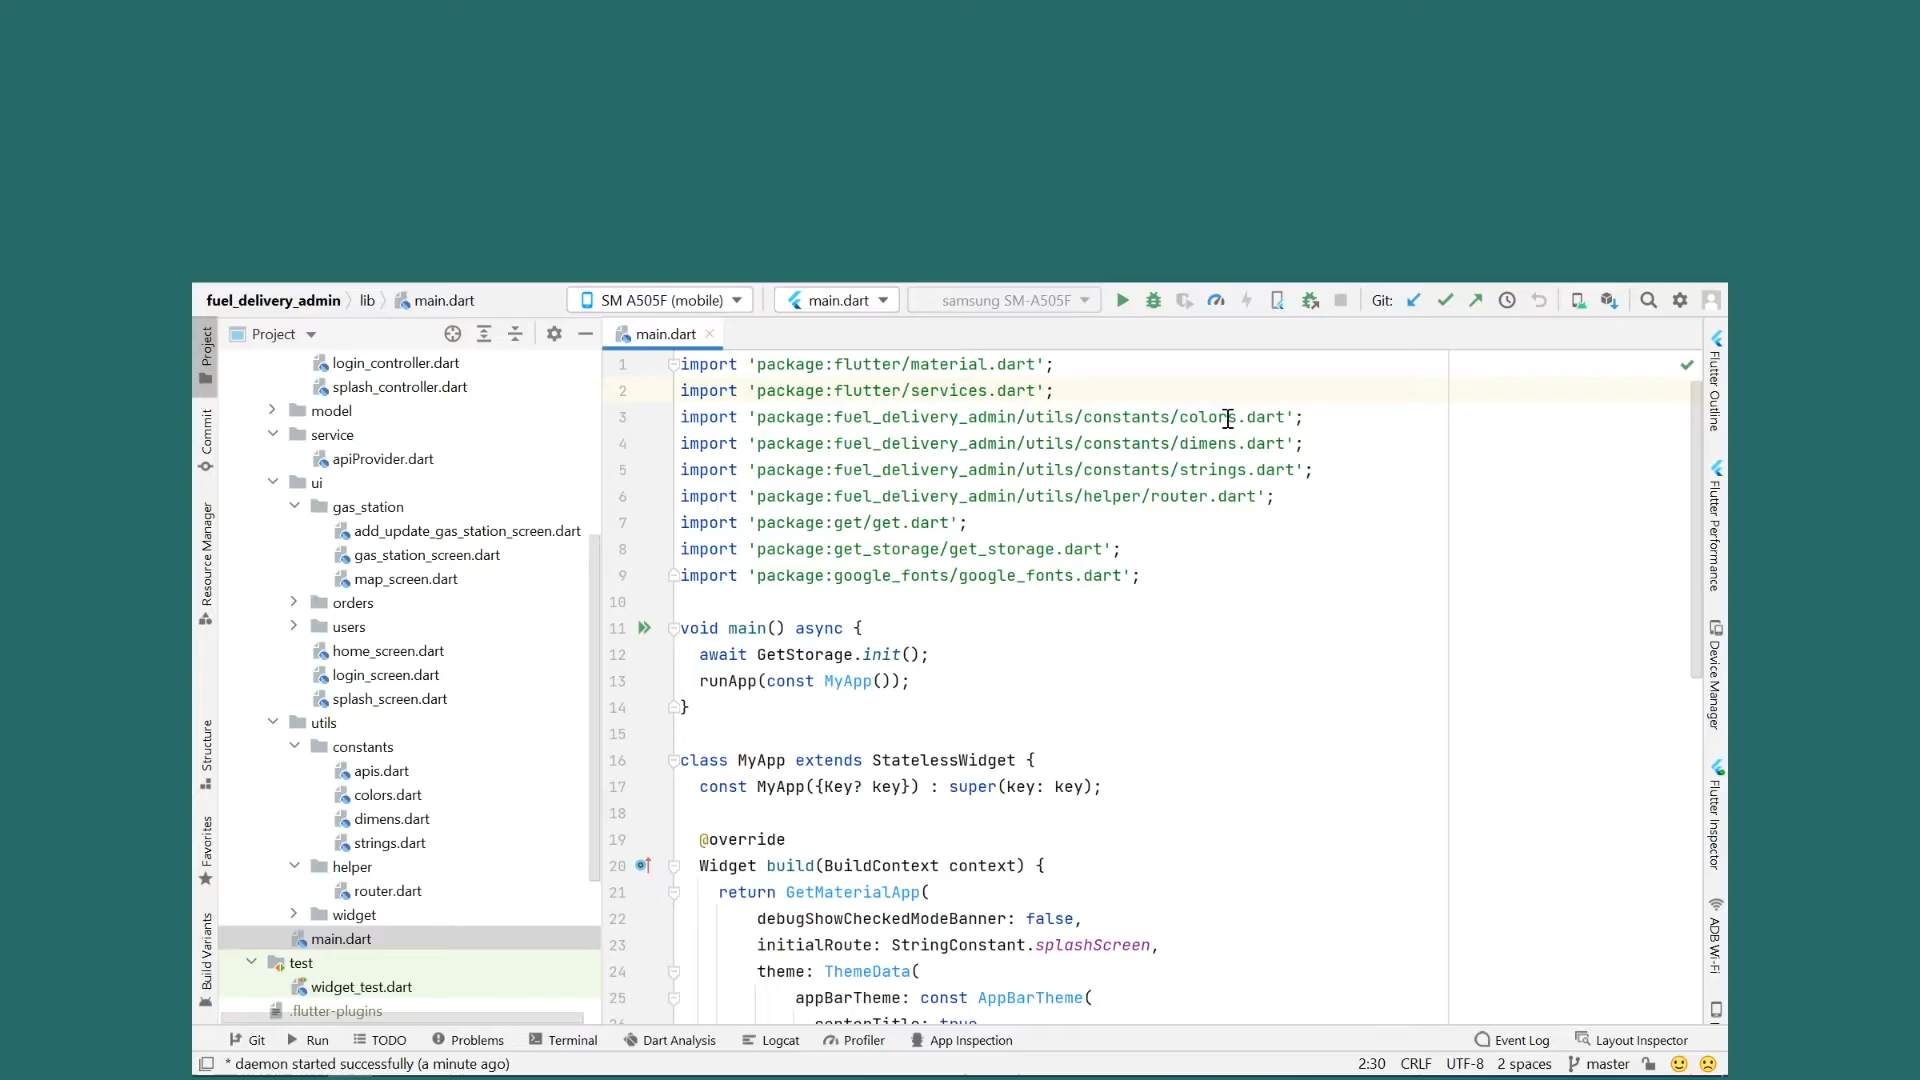 fuel_delivery_admin
lib
main.dart
SM A505F (mobile)
main.dart
samsung SM-A505F
Git:
Project
main.dart
Project
Commit
Resource Manager
Structure
Favorites
Build Variants
login_controller.dart
splash_controller.dart
model
service
apiProvider.dart
ui
gas_station
add_update_gas_station_screen.dart
gas_station_screen.dart
map_screen.dart
orders
users
home_screen.dart
login_screen.dart
splash_screen.dart
utils
constants
apis.dart
colors.dart
dimens.dart
strings.dart
helper
router.dart
widget
main.dart
test
widget_test.dart
.flutter-plugins
1 import 'package:flutter/material.dart';
2 import 'package:flutter/services.dart';
3 import 'package:fuel_delivery_admin/utils/constants/colors.dart';
4 import 'package:fuel_delivery_admin/utils/constants/dimens.dart';
5 import 'package:fuel_delivery_admin/utils/constants/strings.dart';
6 import 'package:fuel_delivery_admin/utils/helper/router.dart';
7 import 'package:get/get.dart';
8 import 'package:get_storage/get_storage.dart';
9 import 'package:google_fonts/google_fonts.dart';
10
11 void main() async {
12 await GetStorage.init();
13 runApp(const MyApp());
14 }
15
16 class MyApp extends StatelessWidget {
17 const MyApp({Key? key}) : super(key: key);
18
19 @override
20 Widget build(BuildContext context) {
21 return GetMaterialApp(
22 debugShowCheckedModeBanner: false,
23 initialRoute: StringConstant.splashScreen,
24 theme: ThemeData(
25 appBarTheme: const AppBarTheme(
26 centerTitle: true
Flutter Outline
Flutter Performance
Device Manager
Flutter Inspector
ADB Wi-Fi
Git
Run
TODO
Problems
Terminal
Dart Analysis
Logcat
Profiler
App Inspection
Event Log
Layout Inspector
* daemon started successfully (a minute ago)
2:30
CRLF
UTF-8
2 spaces
master